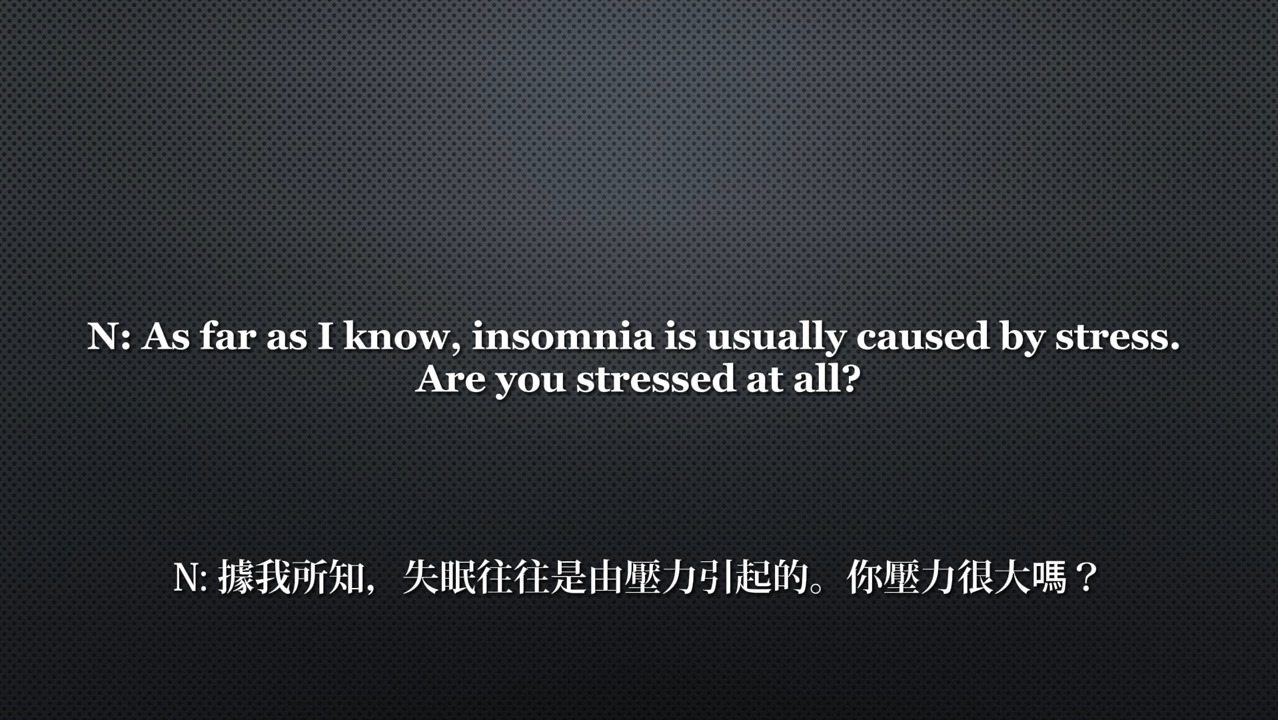 N: As far as I know, insomnia is usually caused by stress.
Are you stressed at all?
N: 據我所知，失眠往往是由壓力引起的。你壓力很大嗎？